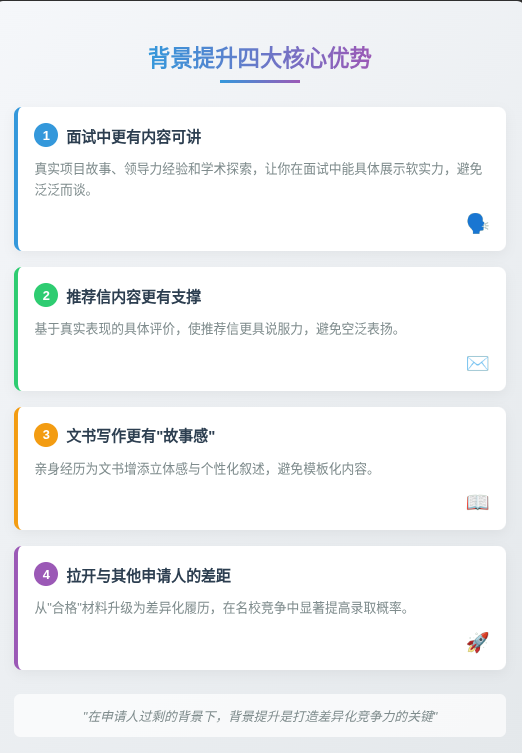 背景提升四大核心优势
1 面试中更有内容可讲
真实项目故事、领导力经验和学术探索，让你在面试中能具体展示软实力，避免
泛泛而谈。
2 推荐信内容更有支撑
基于真实表现的具体评价，使推荐信更具说服力，避免空泛表扬。
3 文书写作更有"故事感"
亲身经历为文书增添立体感与个性化叙述，避免模板化内容。
4 拉开与其他申请人的差距
从"合格"材料升级为差异化履历，在名校竞争中显著提高录取概率。
"在申请人过剩的背景下，背景提升是打造差异化竞争力的关键"